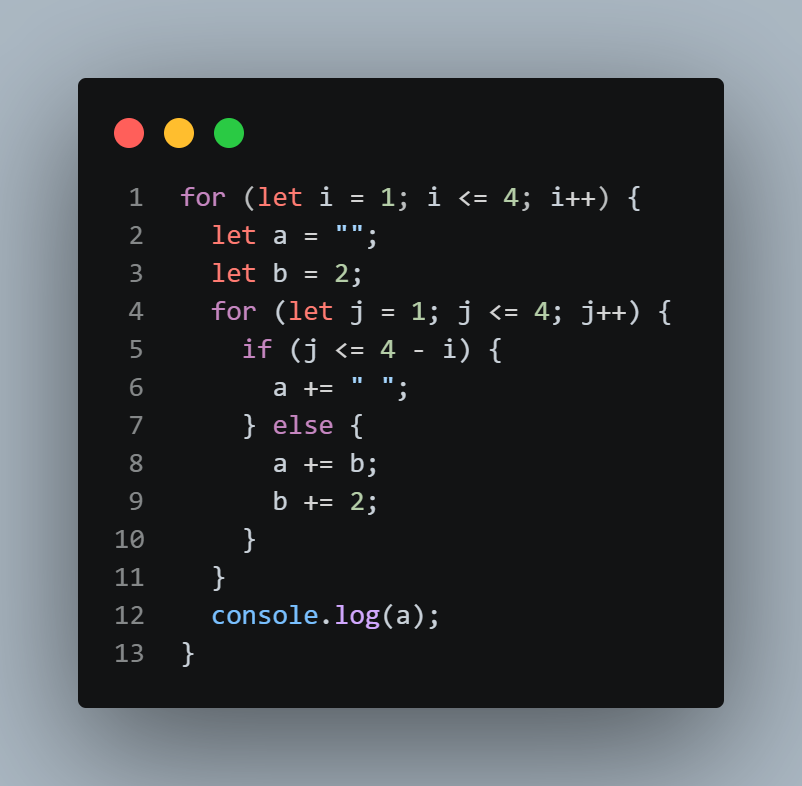 1 for (let i = 1; i <= 4; i++) {
2   let a = "";
3   let b = 2;
4   for (let j = 1; j <= 4; j++) {
5     if (j <= 4 - i) {
6       a += " ";
7     } else {
8       a += b;
9       b += 2;
10     }
11   }
12   console.log(a);
13 }